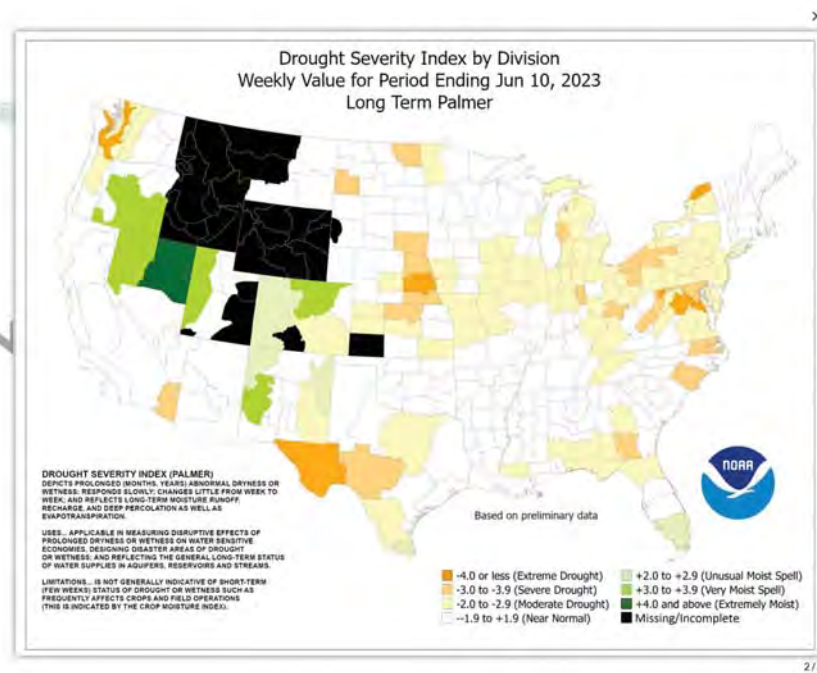 Drought Severity Index by Division
Weekly Value for Period Ending Jun 10, 2023
Long Term Palmer
DROUGHT SEVERITY INDEX (PALMER)
DEPICTS PROLONGED (MONTHS, YEARS) ABNORMAL DRYNESS OR
WETNESS; RESPONDS SLOWLY; CHANGES LITTLE FROM WEEK TO
WEEK; AND REFLECTS LONG-TERM MOISTURE RUNOFF,
RECHARGE, AND DEEP PERCOLATION AS WELL AS
EVAPOTRANSPIRATION.
USES... APPLICABLE IN MEASURING DISRUPTIVE EFFECTS OF
PROLONGED DRYNESS OR WETNESS ON WATER SENSITIVE
ECONOMIES, DESIGNING DISASTER AREAS OF DROUGHT
OR WETNESS; AND REFLECTING THE GENERAL LONG-TERM STATUS
OF WATER SUPPLIES IN AQUIFERS, RESERVOIRS AND STREAMS.
LIMITATIONS... IS NOT GENERALLY INDICATIVE OF SHORT-TERM
(FEW WEEKS) STATUS OF DROUGHT OR WETNESS SUCH AS
FREQUENTLY AFFECTS CROPS AND FIELD OPERATIONS
(THIS IS INDICATED BY THE CROP MOISTURE INDEX).
NOAA
Based on preliminary data
-4.0 or less (Extreme Drought)
-3.0 to -3.9 (Severe Drought)
-2.0 to -2.9 (Moderate Drought)
--1.9 to +1.9 (Near Normal)
+2.0 to +2.9 (Unusual Moist Spell)
+3.0 to +3.9 (Very Moist Spell)
+4.0 and above (Extremely Moist)
Missing/Incomplete